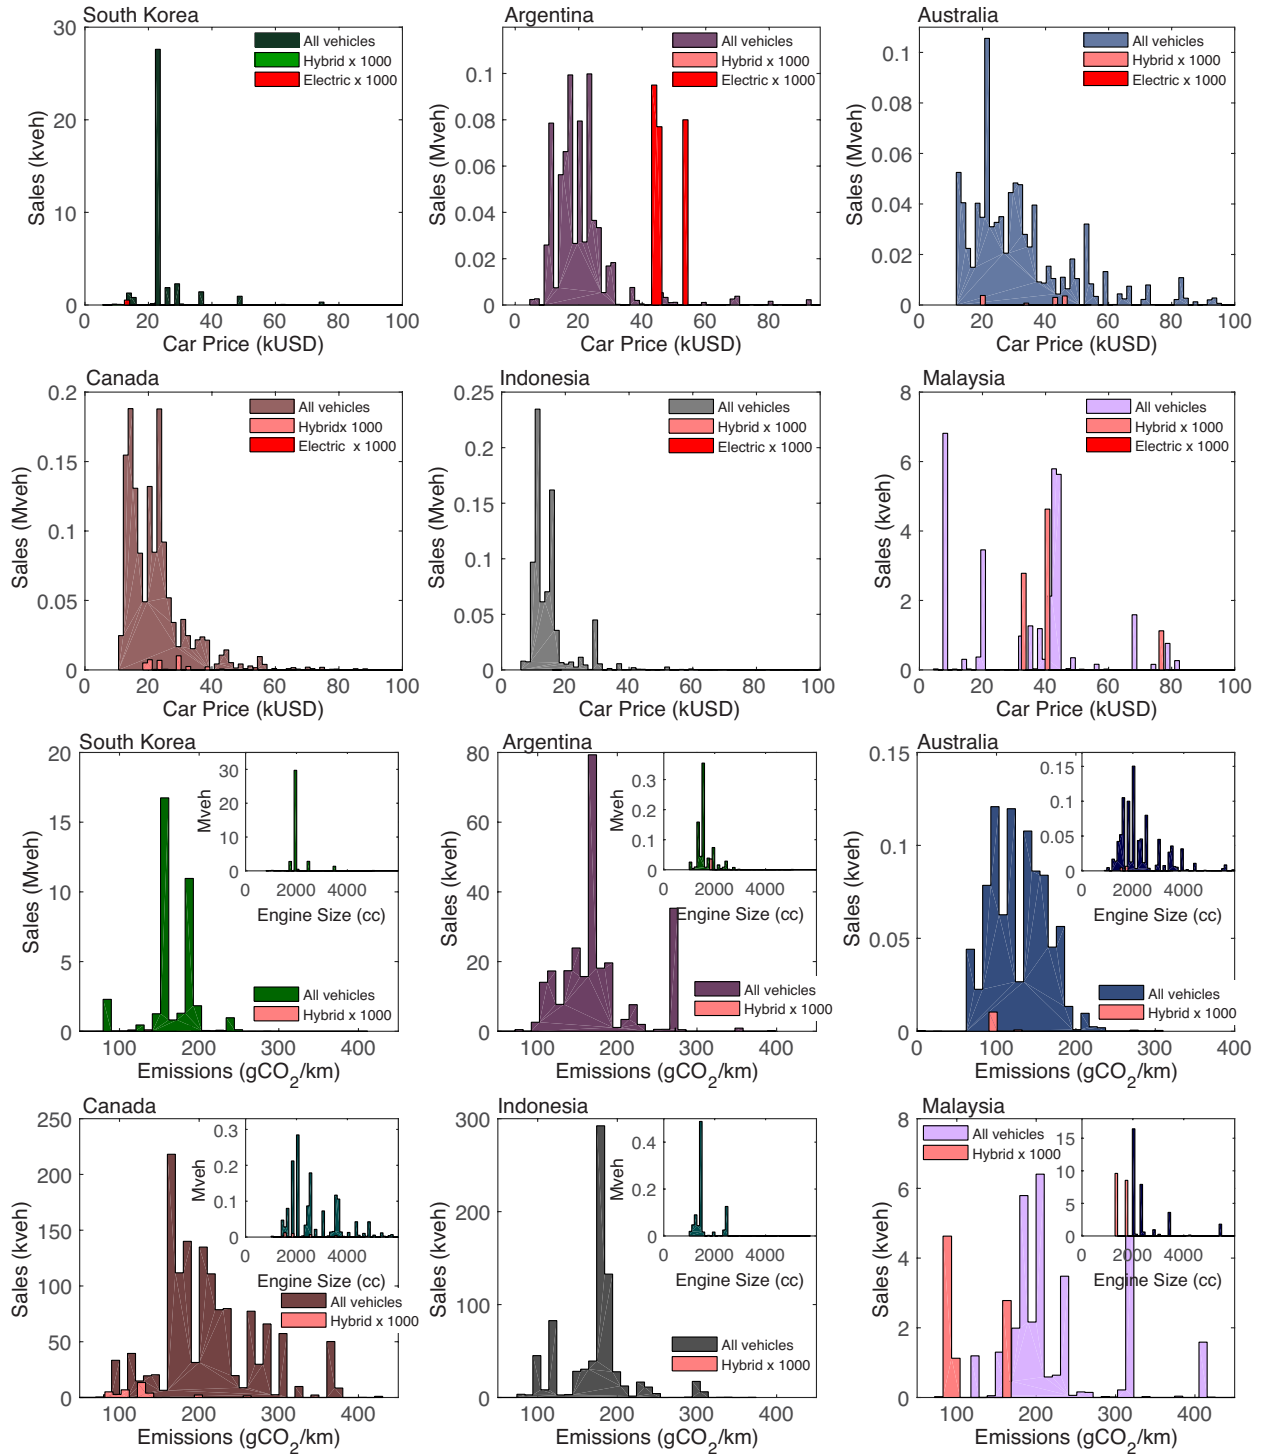 South Korea
30
20
10
0
0 20 40 60 80 100
Sales (kveh)
Car Price (kUSD)
All vehicles
Hybrid x 1000
Electric x 1000
Argentina
0.1
0.08
0.06
0.04
0.02
0
0 20 40 60 80
Sales (Mveh)
Car Price (kUSD)
All vehicles
Hybrid x 1000
Electric x 1000
Australia
0.1
0.08
0.06
0.04
0.02
0
0 20 40 60 80 100
Sales (Mveh)
Car Price (kUSD)
All vehicles
Hybrid x 1000
Electric x 1000
Canada
0.2
0.15
0.1
0.05
0
0 20 40 60 80 100
Sales (Mveh)
Car Price (kUSD)
All vehicles
Hybridx 1000
Electric x 1000
Indonesia
0.25
0.2
0.15
0.1
0.05
0
0 20 40 60 80 100
Sales (Mveh)
Car Price (kUSD)
All vehicles
Hybrid x 1000
Electric x 1000
Malaysia
8
6
4
2
0
0 20 40 60 80 100
Sales (kveh)
Car Price (kUSD)
All vehicles
Hybrid x 1000
Electric x 1000
South Korea
20
15
10
5
0
100 200 300 400
Sales (Mveh)
Emissions (gCO2/km)
30
20
10
0
0 2000 4000
Mveh
Engine Size (cc)
All vehicles
Hybrid x 1000
Argentina
80
60
40
20
0
100 200 300 400
Sales (kveh)
Emissions (gCO2/km)
0.3
0.2
0.1
0
0 2000 4000
Mveh
Engine Size (cc)
All vehicles
Hybrid x 1000
Australia
0.15
0.1
0.05
0
0 100 200 300 400
Sales (kveh)
Emissions (gCO2/km)
0.15
0.1
0.05
0
0 2000 4000
Engine Size (cc)
All vehicles
Hybrid x 1000
Canada
250
200
150
100
50
0
100 200 300 400
Sales (kveh)
Emissions (gCO2/km)
0.3
0.2
0.1
0
0 2000 4000
Mveh
Engine Size (cc)
All vehicles
Hybrid x 1000
Indonesia
300
200
100
0
100 200 300 400
Sales (kveh)
Emissions (gCO2/km)
0.4
0.2
0
0 2000 4000
Mveh
Engine Size (cc)
All vehicles
Hybrid x 1000
Malaysia
8
6
4
2
0
100 200 300 400
Sales (kveh)
Emissions (gCO2/km)
All vehicles
Hybrid x 1000
15
10
5
0
0 2000 4000
Engine Size (cc)